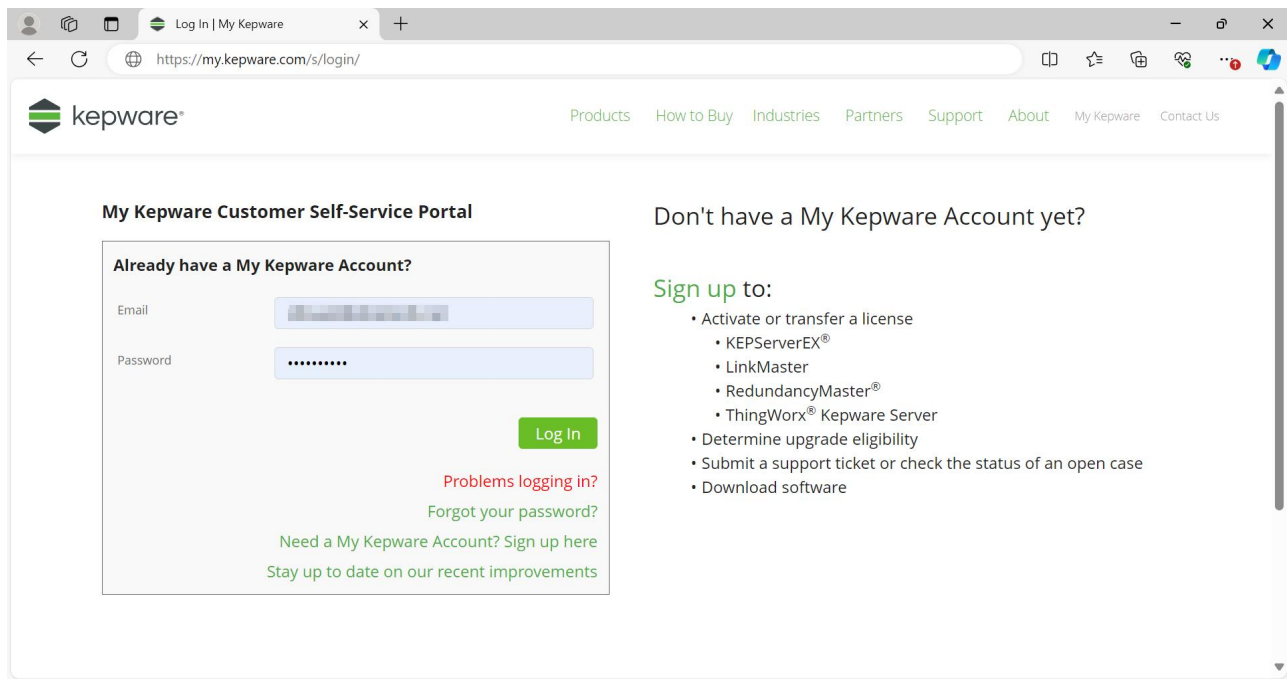 Log In | My Kepware
https://my.kepware.com/s/login/
kepware®
Products How to Buy Industries Partners Support About My Kepware Contact Us
My Kepware Customer Self-Service Portal
Already have a My Kepware Account?
Email
Password
Log In
Problems logging in?
Forgot your password?
Need a My Kepware Account? Sign up here
Stay up to date on our recent improvements
Don't have a My Kepware Account yet?
Sign up to:
• Activate or transfer a license
• KEPServerEX®
• LinkMaster
• RedundancyMaster®
• ThingWorx® Kepware Server
• Determine upgrade eligibility
• Submit a support ticket or check the status of an open case
• Download software